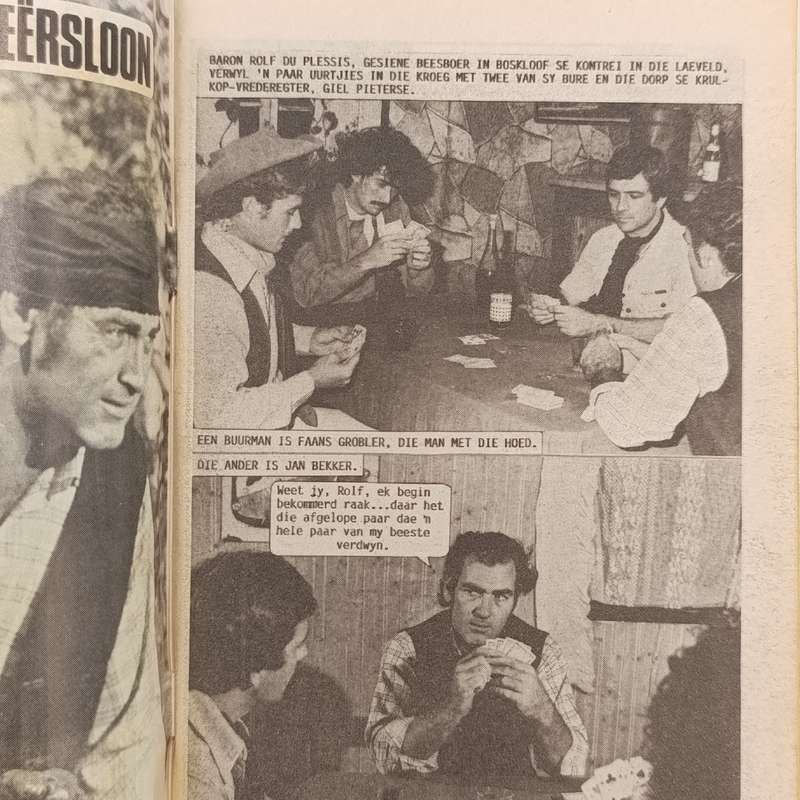 EËRSLOON
BARON ROLF DU PLESSIS, GESIENE BEESBOER IN BOSKLOOF SE KONTREI IN DIE LAEVELD,
VERWYL 'N PAAR UURTJIES IN DIE KROEG MET TWEE VAN SY BURE EN DIE DORP SE KRUL-
KOP-VREDEREGTER, GIEL PIETERSE.
EEN BUURMAN IS FAANS GROBLER, DIE MAN MET DIE HOED.
DIE ANDER IS JAN BEKKER.
Weet jy, Rolf, ek begin
bekommerd raak...daar het
die afgelope paar dae 'n
hele paar van my beeste
verdwyn.